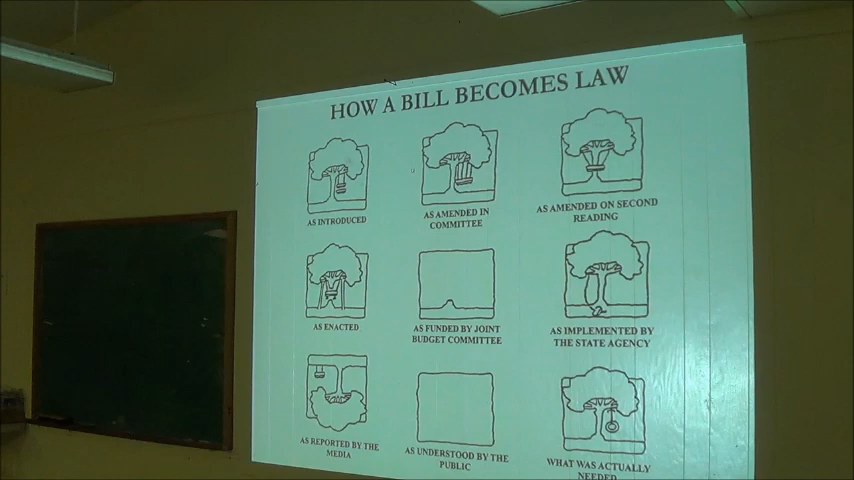 HOW A BILL BECOMES LAW
AS INTRODUCED
AS AMENDED IN
COMMITTEE
AS AMENDED ON SECOND
READING
AS ENACTED
AS FUNDED BY JOINT
BUDGET COMMITTEE
AS IMPLEMENTED BY
THE STATE AGENCY
AS REPORTED BY THE
MEDIA
AS UNDERSTOOD BY THE
PUBLIC
WHAT WAS ACTUALLY
NEEDED